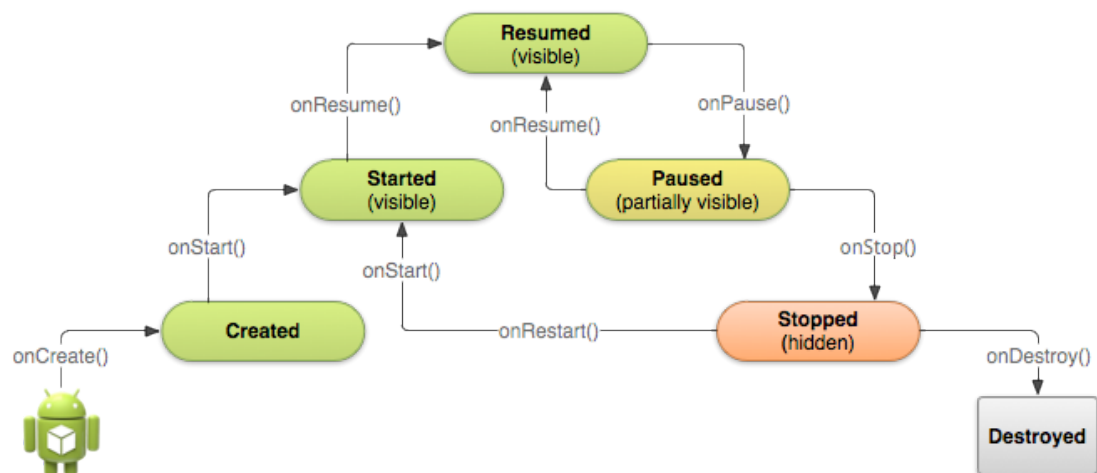 Resumed
(visible)
onResume()
onResume()
onPause()
Started
(visible)
Paused
(partially visible)
onStart()
onStart()
onStop()
Created
onRestart()
Stopped
(hidden)
onCreate()
onDestroy()
Destroyed